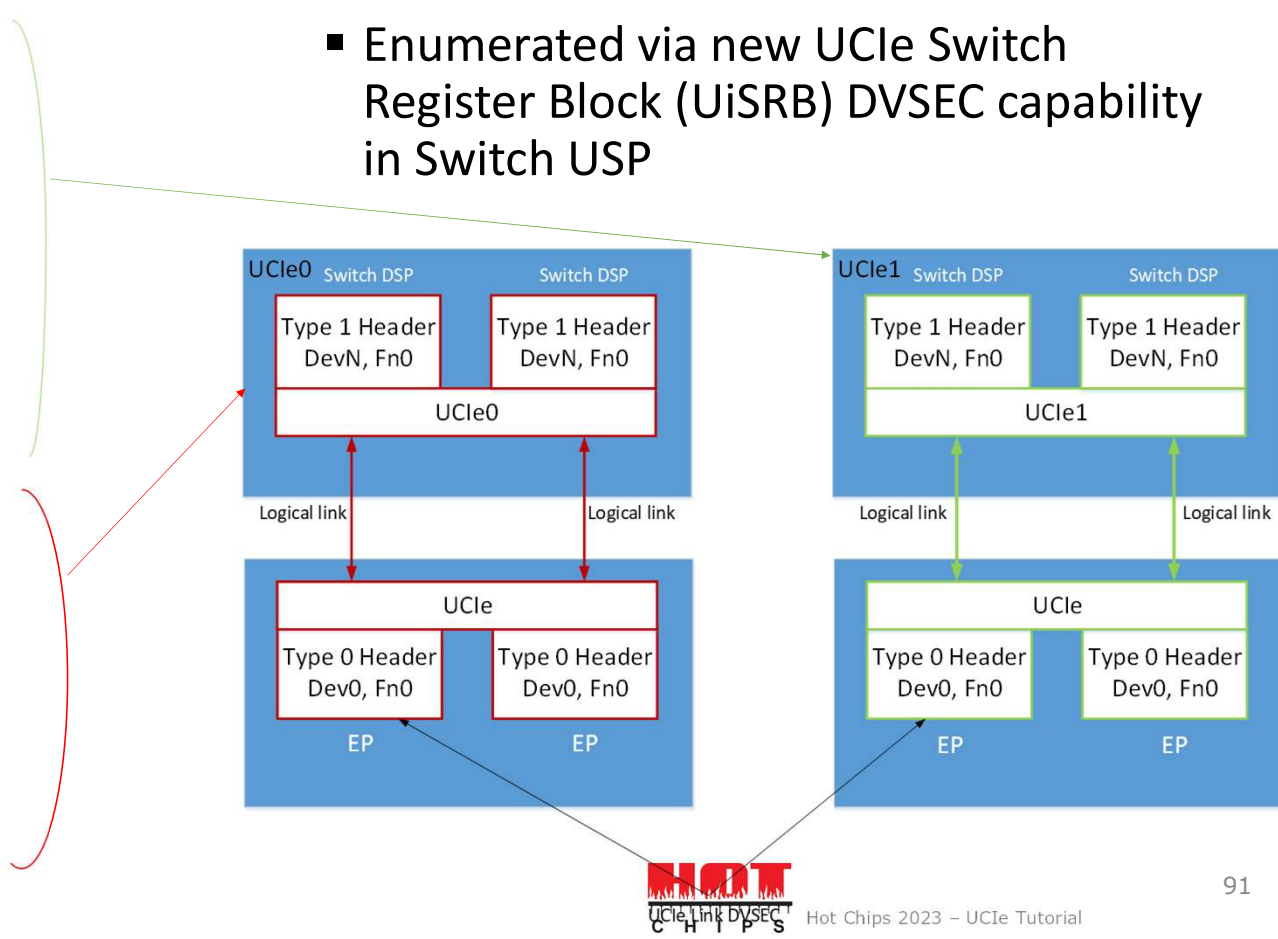 ▪ Enumerated via new UCIe Switch
Register Block (UiSRB) DVSEC capability
in Switch USP
UCIe0 Switch DSP Switch DSP
Type 1 Header
DevN, Fn0
Type 1 Header
DevN, Fn0
UCIe0
Logical link Logical link
UCIe
Type 0 Header
Dev0, Fn0
Type 0 Header
Dev0, Fn0
EP EP
UCIe1 Switch DSP Switch DSP
Type 1 Header
DevN, Fn0
Type 1 Header
DevN, Fn0
UCIe1
Logical link Logical link
UCIe
Type 0 Header
Dev0, Fn0
Type 0 Header
Dev0, Fn0
EP EP
HOT
CHIPS
UCIe Link DVSEC
Hot Chips 2023 – UCIe Tutorial
91